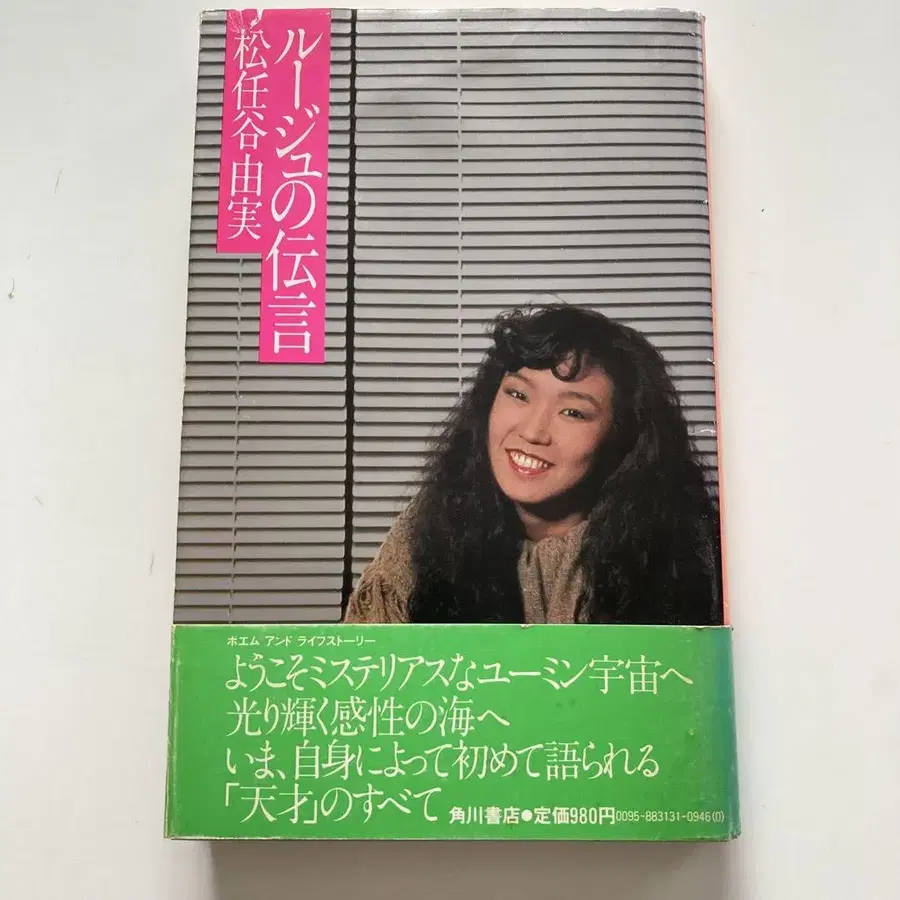 ルージュの伝言
松任谷由実
ポエム アンド ライフストーリー
ようこそミステリアスなユーミン宇宙へ
光り輝く感性の海へ
いま、自身によって初めて語られる
「天才」のすべて
角川書店●定価980円0095-883131-0946(0)